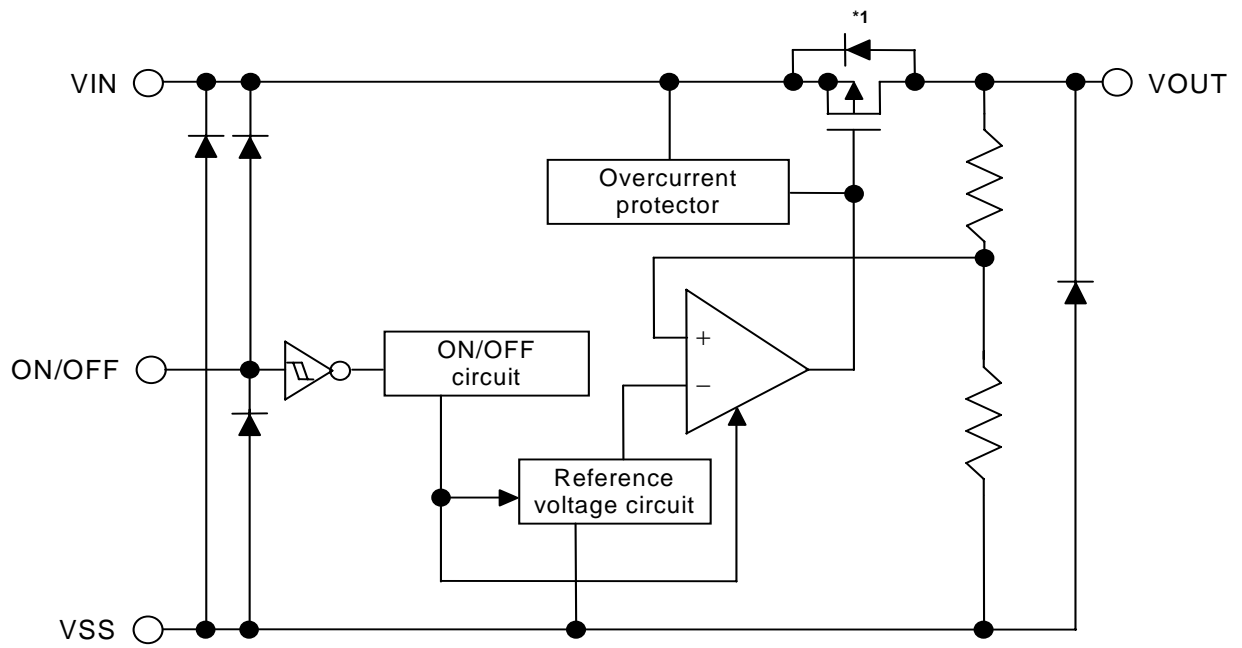 *1
VIN
VOUT
Overcurrent
protector
ON/OFF
ON/OFF
circuit
+
−
Reference
voltage circuit
VSS